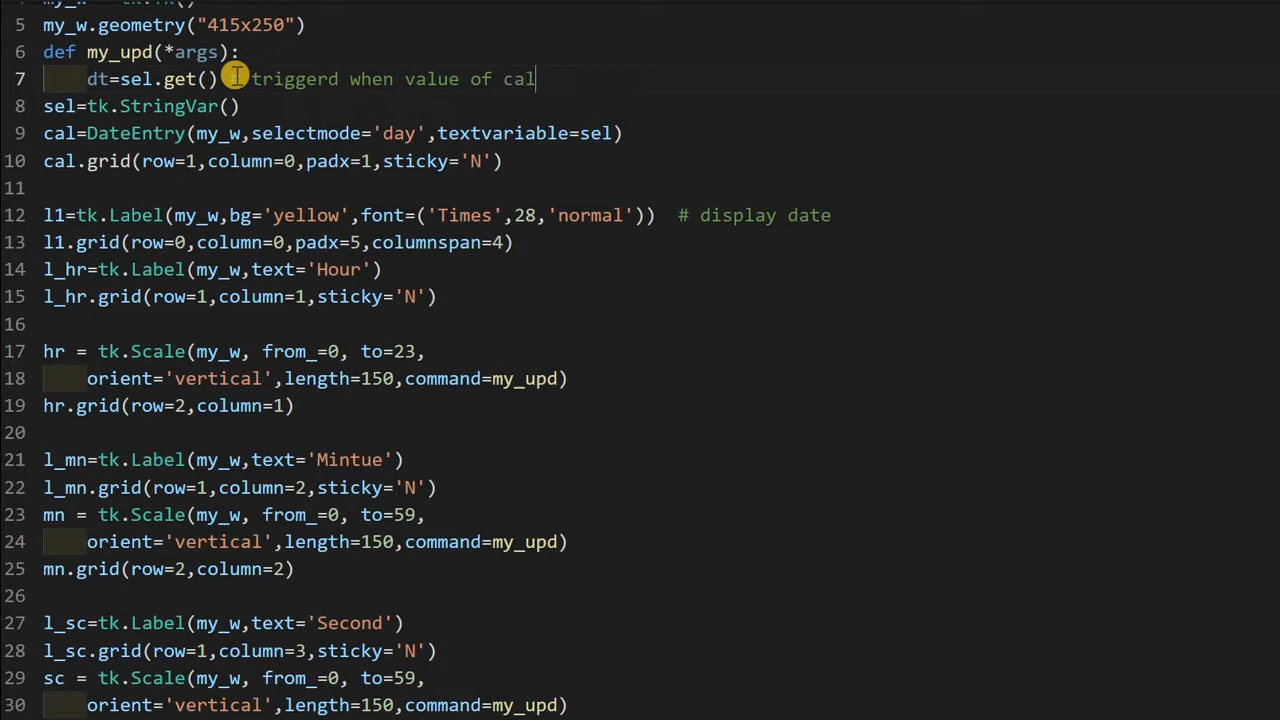 5 my_w.geometry("415x250")
6 def my_upd(*args):
7 dt=sel.get() # triggerd when value of cal
8 sel=tk.StringVar()
9 cal=DateEntry(my_w,selectmode='day',textvariable=sel)
10 cal.grid(row=1,column=0,padx=1,sticky='N')
11
12 l1=tk.Label(my_w,bg='yellow',font=('Times',28,'normal'))  # display date
13 l1.grid(row=0,column=0,padx=5,columnspan=4)
14 l_hr=tk.Label(my_w,text='Hour')
15 l_hr.grid(row=1,column=1,sticky='N')
16
17 hr = tk.Scale(my_w, from_=0, to=23,
18 orient='vertical',length=150,command=my_upd)
19 hr.grid(row=2,column=1)
20
21 l_mn=tk.Label(my_w,text='Mintue')
22 l_mn.grid(row=1,column=2,sticky='N')
23 mn = tk.Scale(my_w, from_=0, to=59,
24 orient='vertical',length=150,command=my_upd)
25 mn.grid(row=2,column=2)
26
27 l_sc=tk.Label(my_w,text='Second')
28 l_sc.grid(row=1,column=3,sticky='N')
29 sc = tk.Scale(my_w, from_=0, to=59,
30 orient='vertical',length=150,command=my_upd)